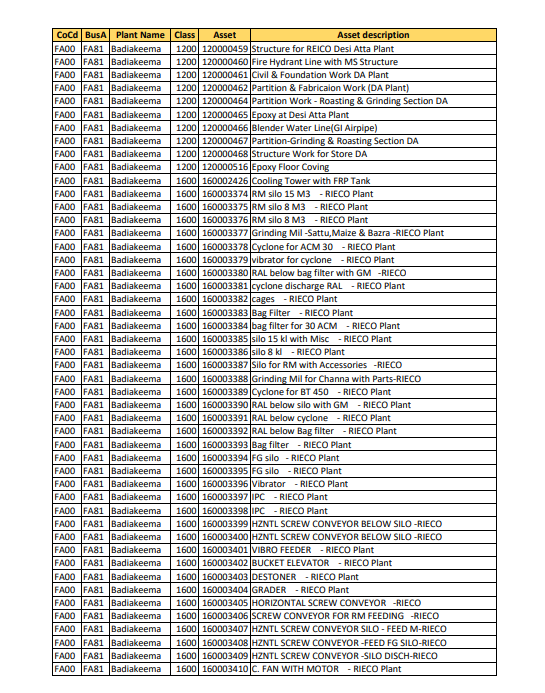 CoCd BusA Plant Name Class Asset Asset description
FA00 FA81 Badiakeema 1200 120000459 Structure for REICO Desi Atta Plant
FA00 FA81 Badiakeema 1200 120000460 Fire Hydrant Line with MS Structure
FA00 FA81 Badiakeema 1200 120000461 Civil & Foundation Work DA Plant
FA00 FA81 Badiakeema 1200 120000462 Partition & Fabricaion Work (DA Plant)
FA00 FA81 Badiakeema 1200 120000464 Partition Work - Roasting & Grinding Section DA
FA00 FA81 Badiakeema 1200 120000465 Epoxy at Desi Atta Plant
FA00 FA81 Badiakeema 1200 120000466 Blender Water Line(GI Airpipe)
FA00 FA81 Badiakeema 1200 120000467 Partition-Grinding & Roasting Section DA
FA00 FA81 Badiakeema 1200 120000468 Structure Work for Store DA
FA00 FA81 Badiakeema 1200 120000516 Epoxy Floor Coving
FA00 FA81 Badiakeema 1600 160002426 Cooling Tower with FRP Tank
FA00 FA81 Badiakeema 1600 160003374 RM silo 15 M3 - RIECO Plant
FA00 FA81 Badiakeema 1600 160003375 RM silo 8 M3 - RIECO Plant
FA00 FA81 Badiakeema 1600 160003376 RM silo 8 M3 - RIECO Plant
FA00 FA81 Badiakeema 1600 160003377 Grinding Mil -Sattu,Maize & Bazra -RIECO Plant
FA00 FA81 Badiakeema 1600 160003378 Cyclone for ACM 30 - RIECO Plant
FA00 FA81 Badiakeema 1600 160003379 vibrator for cyclone - RIECO Plant
FA00 FA81 Badiakeema 1600 160003380 RAL below bag filter with GM -RIECO
FA00 FA81 Badiakeema 1600 160003381 cyclone discharge RAL - RIECO Plant
FA00 FA81 Badiakeema 1600 160003382 cages - RIECO Plant
FA00 FA81 Badiakeema 1600 160003383 Bag Filter - RIECO Plant
FA00 FA81 Badiakeema 1600 160003384 bag filter for 30 ACM - RIECO Plant
FA00 FA81 Badiakeema 1600 160003385 silo 15 kl with Misc - RIECO Plant
FA00 FA81 Badiakeema 1600 160003386 silo 8 kl - RIECO Plant
FA00 FA81 Badiakeema 1600 160003387 Silo for RM with Accessories -RIECO
FA00 FA81 Badiakeema 1600 160003388 Grinding Mil for Channa with Parts-RIECO
FA00 FA81 Badiakeema 1600 160003389 Cyclone for BT 450 - RIECO Plant
FA00 FA81 Badiakeema 1600 160003390 RAL below silo with GM - RIECO Plant
FA00 FA81 Badiakeema 1600 160003391 RAL below cyclone - RIECO Plant
FA00 FA81 Badiakeema 1600 160003392 RAL below Bag filter - RIECO Plant
FA00 FA81 Badiakeema 1600 160003393 Bag filter - RIECO Plant
FA00 FA81 Badiakeema 1600 160003394 FG silo - RIECO Plant
FA00 FA81 Badiakeema 1600 160003395 FG silo - RIECO Plant
FA00 FA81 Badiakeema 1600 160003396 Vibrator - RIECO Plant
FA00 FA81 Badiakeema 1600 160003397 IPC - RIECO Plant
FA00 FA81 Badiakeema 1600 160003398 IPC - RIECO Plant
FA00 FA81 Badiakeema 1600 160003399 HZNTL SCREW CONVEYOR BELOW SILO -RIECO
FA00 FA81 Badiakeema 1600 160003400 HZNTL SCREW CONVEYOR BELOW SILO -RIECO
FA00 FA81 Badiakeema 1600 160003401 VIBRO FEEDER - RIECO Plant
FA00 FA81 Badiakeema 1600 160003402 BUCKET ELEVATOR - RIECO Plant
FA00 FA81 Badiakeema 1600 160003403 DESTONER - RIECO Plant
FA00 FA81 Badiakeema 1600 160003404 GRADER - RIECO Plant
FA00 FA81 Badiakeema 1600 160003405 HORIZONTAL SCREW CONVEYOR -RIECO
FA00 FA81 Badiakeema 1600 160003406 SCREW CONVEYOR FOR RM FEEDING -RIECO
FA00 FA81 Badiakeema 1600 160003407 HZNTL SCREW CONVEYOR SILO - FEED M-RIECO
FA00 FA81 Badiakeema 1600 160003408 HZNTL SCREW CONVEYOR -FEED FG SILO-RIECO
FA00 FA81 Badiakeema 1600 160003409 HZNTL SCREW CONVEYOR -SILO DISCH-RIECO
FA00 FA81 Badiakeema 1600 160003410 C. FAN WITH MOTOR - RIECO Plant